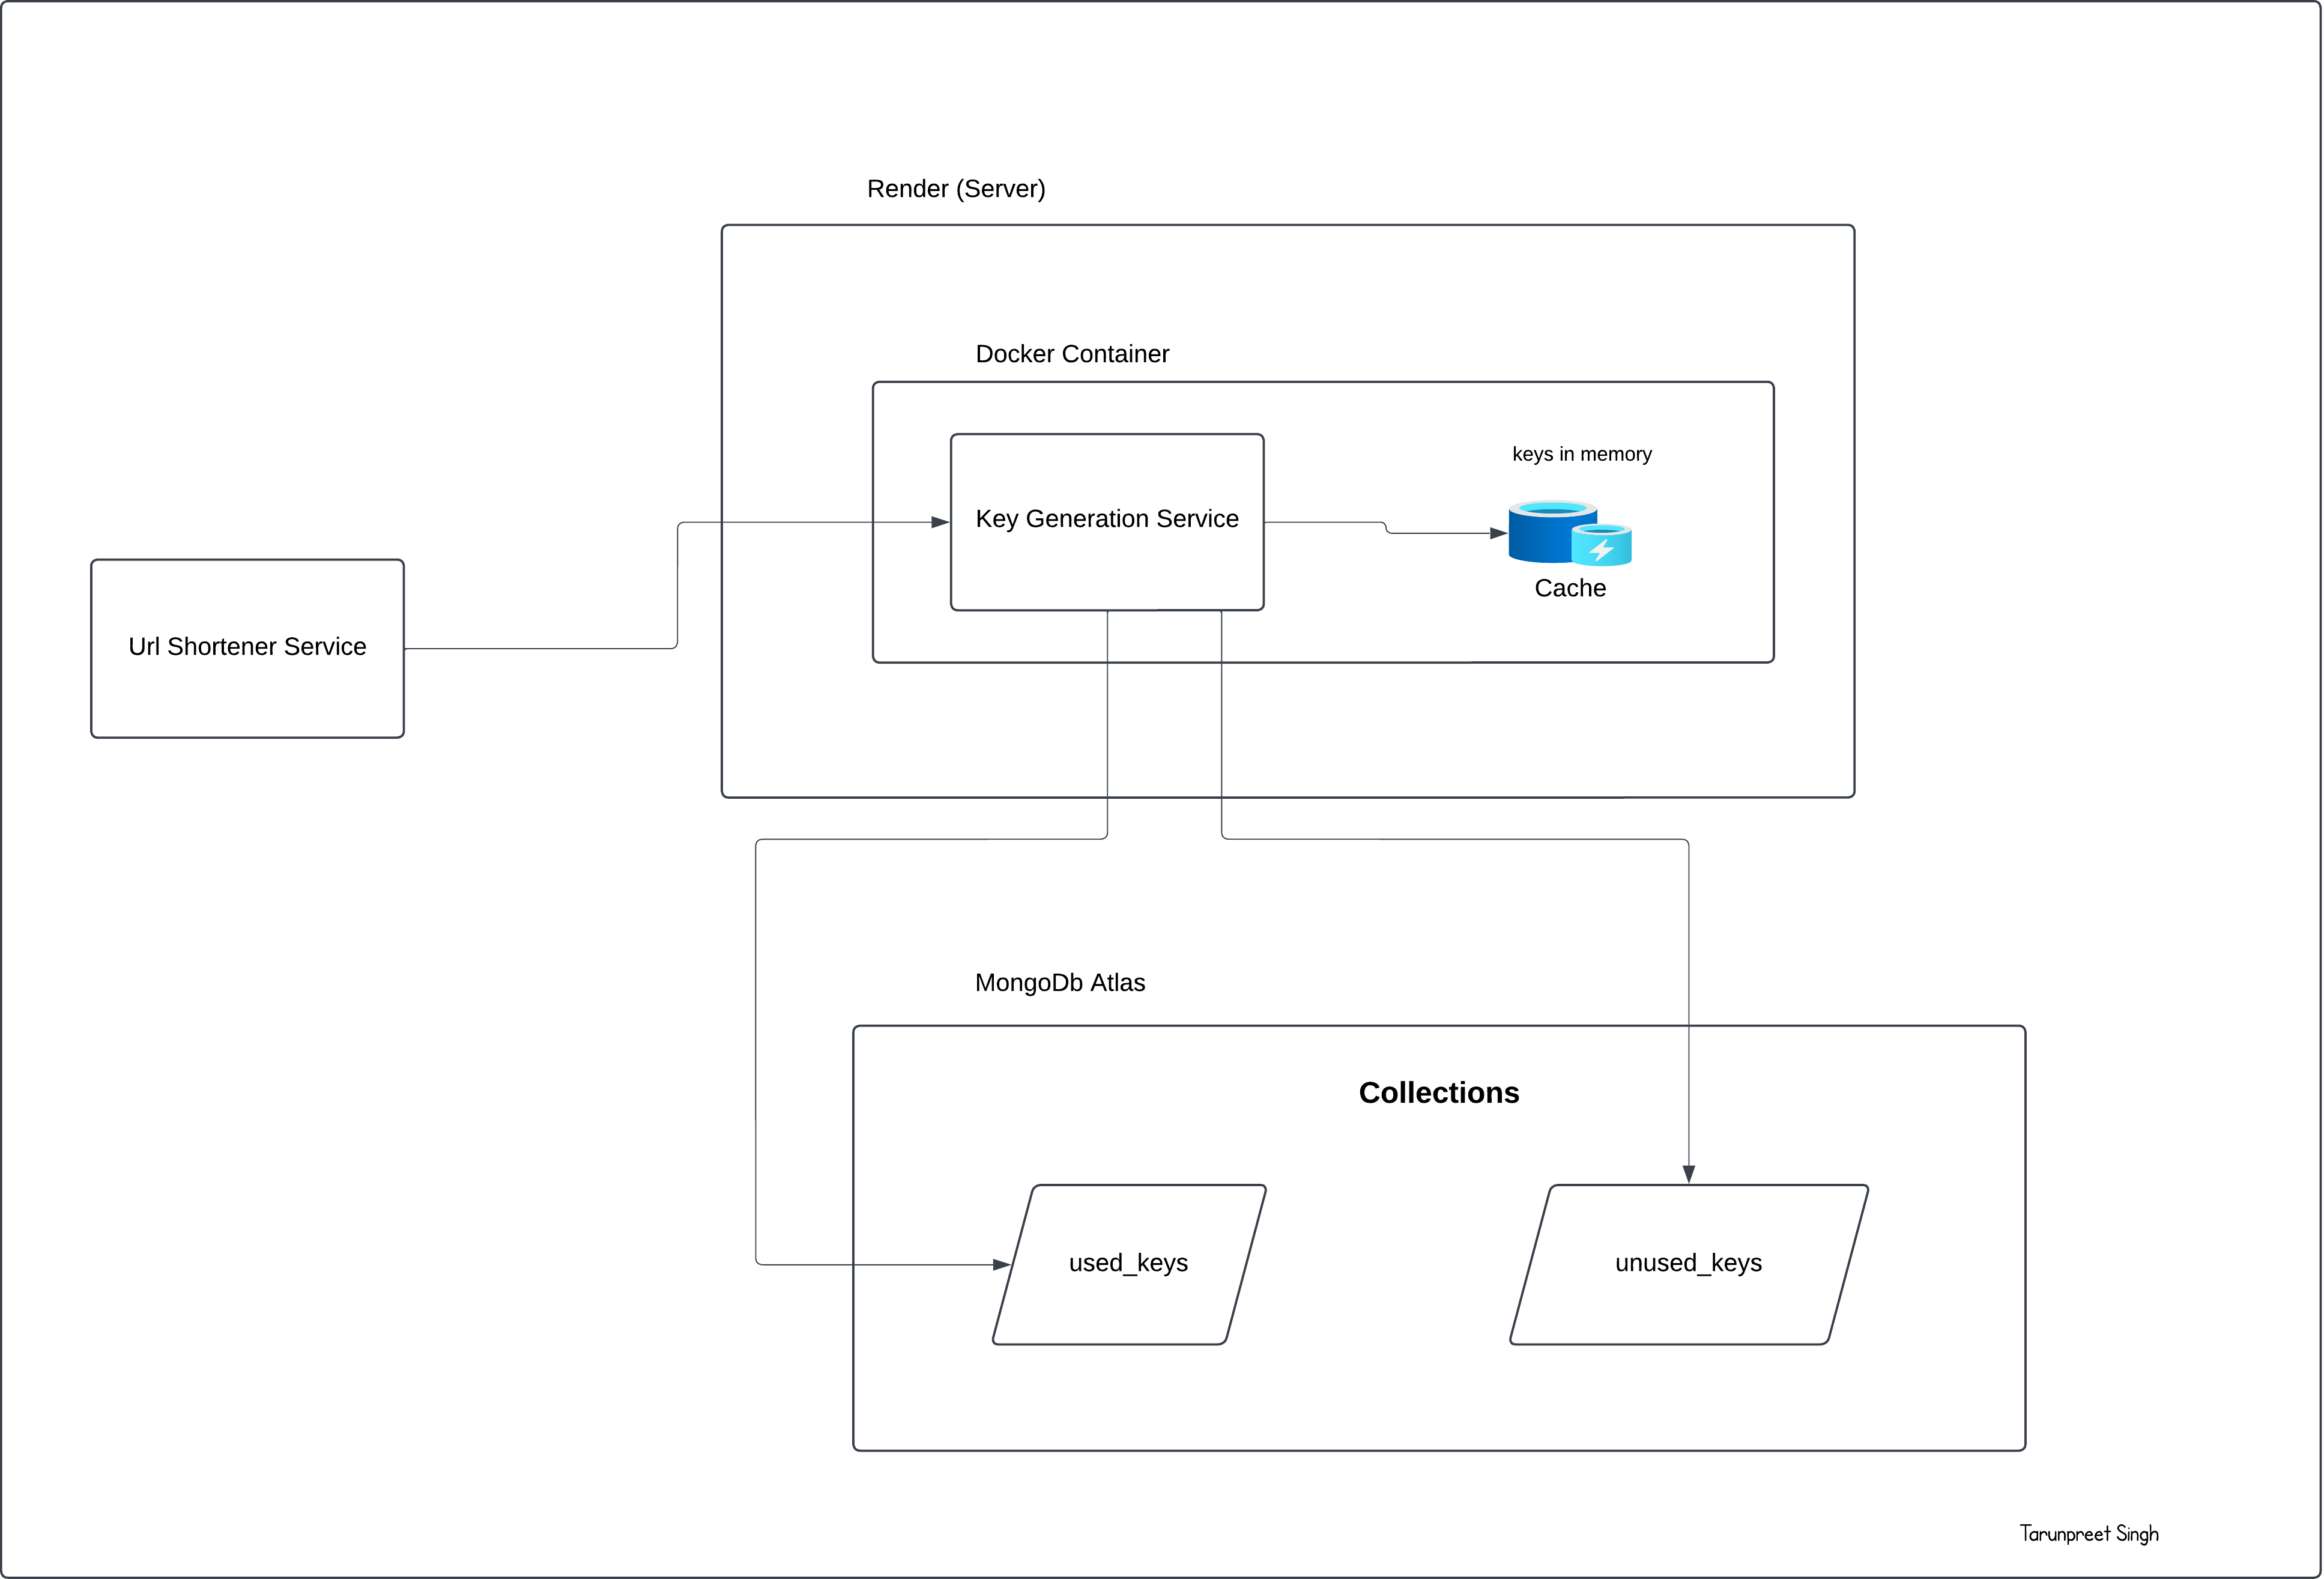 Render (Server)
Docker Container
keys in memory
Key Generation Service
Cache
Url Shortener Service
MongoDb Atlas
Collections
used_keys
unused_keys
Tarunpreet Singh